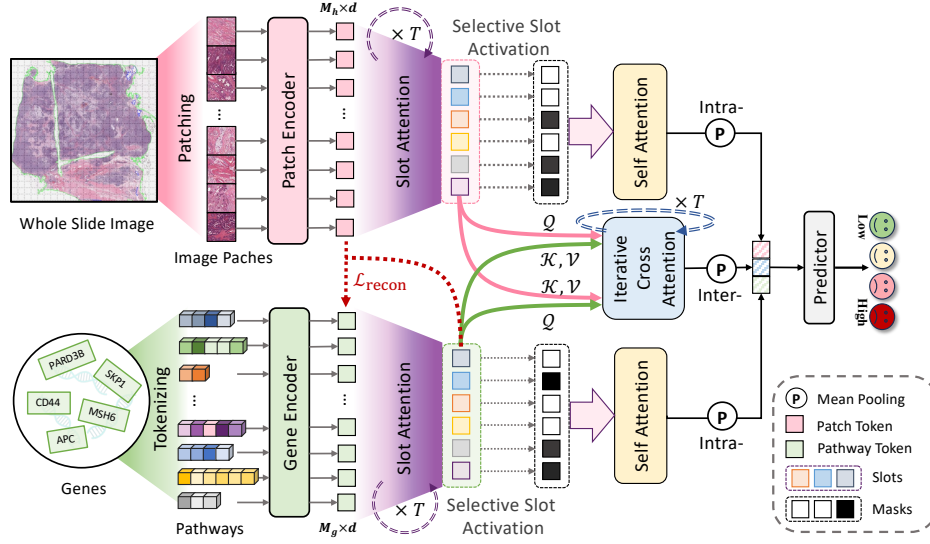 M_h×d
× T
Selective Slot
Activation
Patching
Patch Encoder
Slot Attention
Self Attention
Intra-
P
Whole Slide Image
Image Paches
Q
× T
K, V
Iterative
Cross
Attention
P
Inter-
Predictor
Low
High
K, V
Q
L_recon
PARD3B
SKP1
CD44
MSH6
APC
Genes
Tokenizing
Gene Encoder
Slot Attention
Self Attention
P
Intra-
Pathways
M_g×d
× T
Selective Slot
Activation
P Mean Pooling
Patch Token
Pathway Token
Slots
Masks